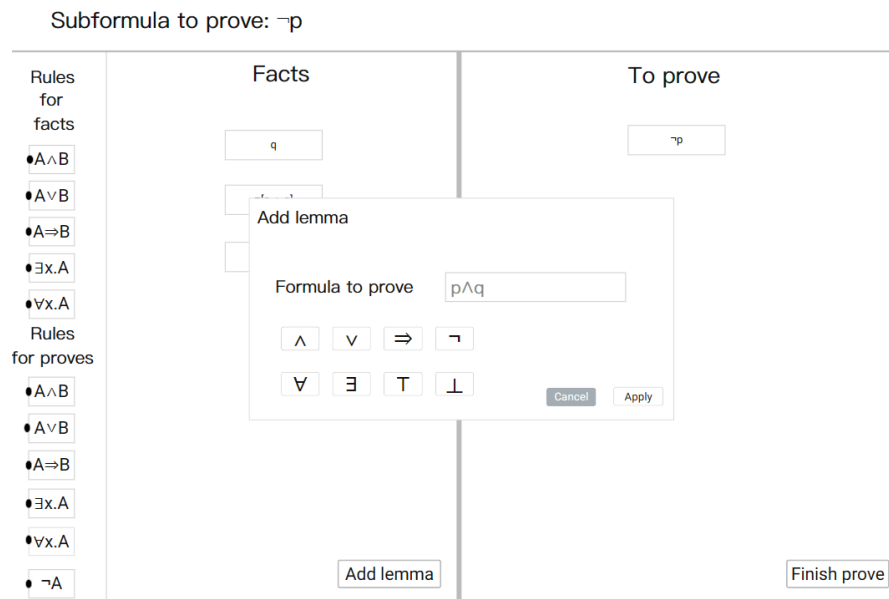 Subformula to prove: ¬p
Rules
for
facts
A∧B
A∨B
A⇒B
∃x.A
∀x.A
Rules
for proves
A∧B
A∨B
A⇒B
∃x.A
∀x.A
¬A
Facts
q
Add lemma
Formula to prove
p∧q
∧ ∨ ⇒ ¬
∀ ∃ ⊤ ⊥
Cancel
Apply
Add lemma
To prove
¬p
Finish prove